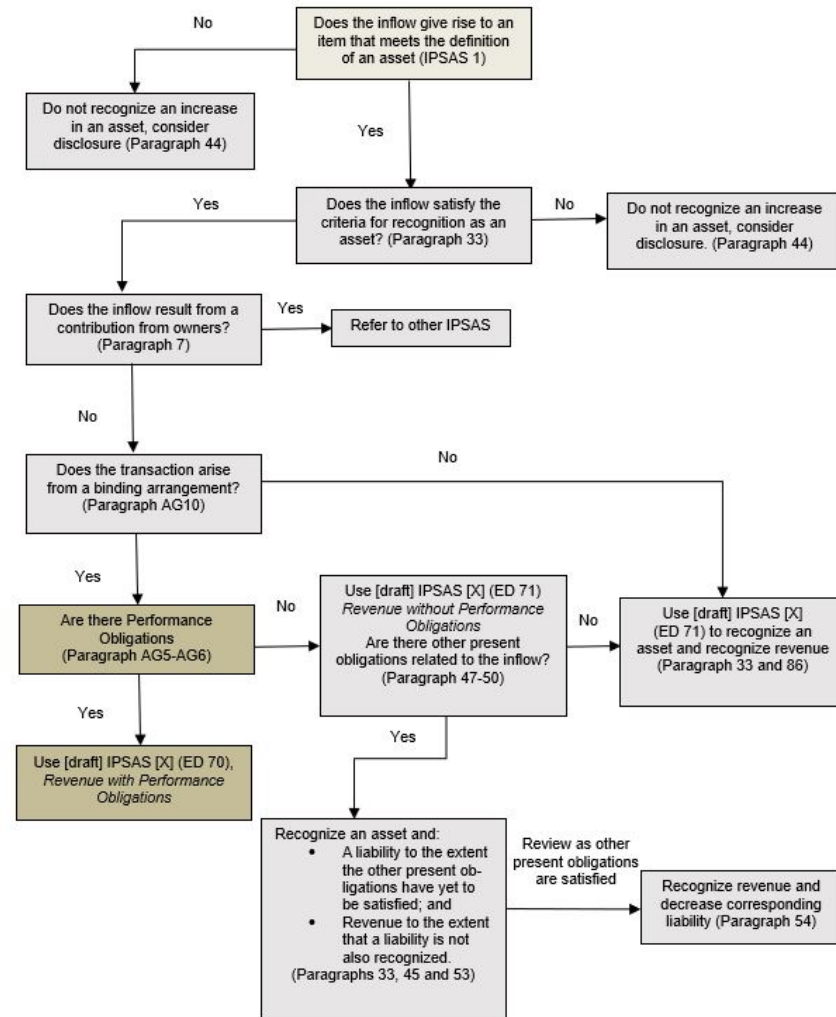 No
Does the inflow give rise to an
item that meets the definition
of an asset (IPSAS 1)
Do not recognize an increase
in an asset, consider
disclosure (Paragraph 44)
Yes
Yes
Does the inflow satisfy the
criteria for recognition as an
asset? (Paragraph 33)
No
Do not recognize an increase
in an asset, consider
disclosure. (Paragraph 44)
Does the inflow result from a
contribution from owners?
(Paragraph 7)
Yes
Refer to other IPSAS
No
Does the transaction arise
from a binding arrangement?
(Paragraph AG10)
No
Yes
Are there Performance
Obligations
(Paragraph AG5-AG6)
No
Use [draft] IPSAS [X] (ED 71)
Revenue without Performance
Obligations
Are there other present
obligations related to the inflow?
(Paragraph 47-50)
No
Use [draft] IPSAS [X]
(ED 71) to recognize an
asset and recognize revenue
(Paragraph 33 and 86)
Yes
Use [draft] IPSAS [X] (ED 70),
Revenue with Performance
Obligations
Yes
Recognize an asset and:
• A liability to the extent
the other present ob-
ligations have yet to
be satisfied; and
• Revenue to the extent
that a liability is not
also recognized.
(Paragraphs 33, 45 and 53)
Review as other
present obligations
are satisfied
Recognize revenue and
decrease corresponding
liability (Paragraph 54)